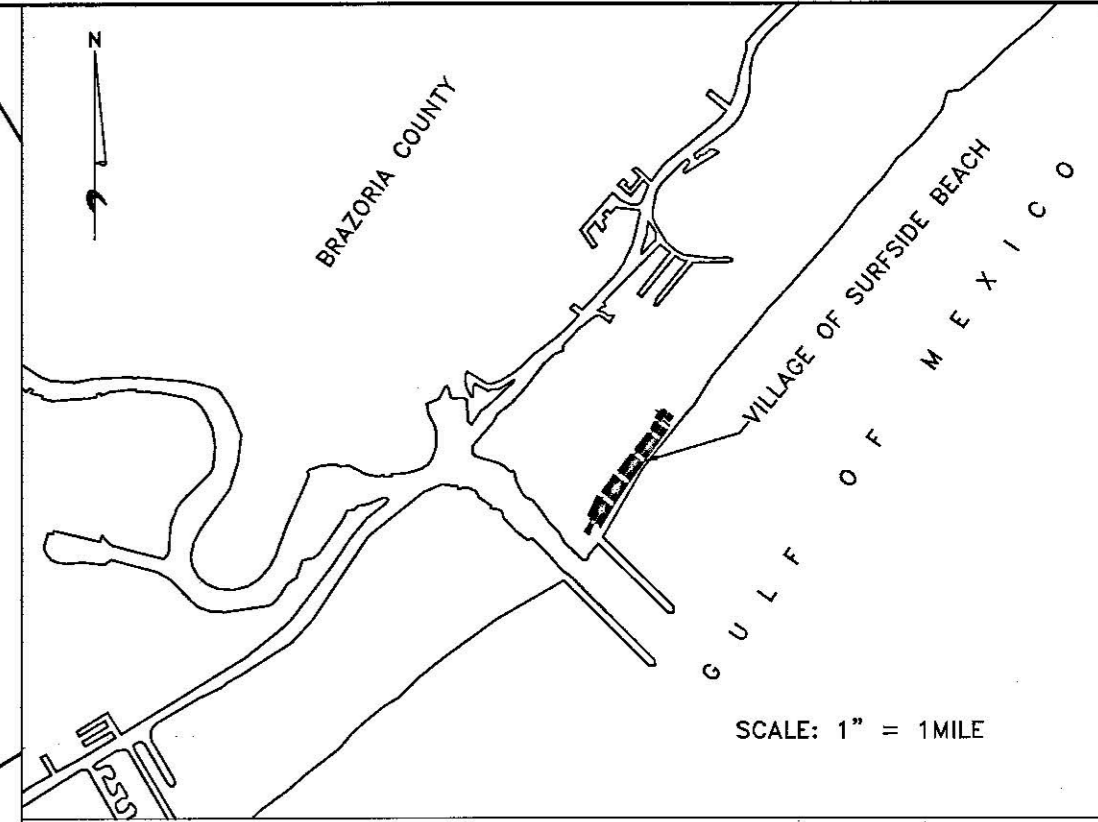 N
BRAZORIA COUNTY
VILLAGE OF SURFSIDE BEACH
GULF OF MEXICO
SCALE: 1" = 1MILE